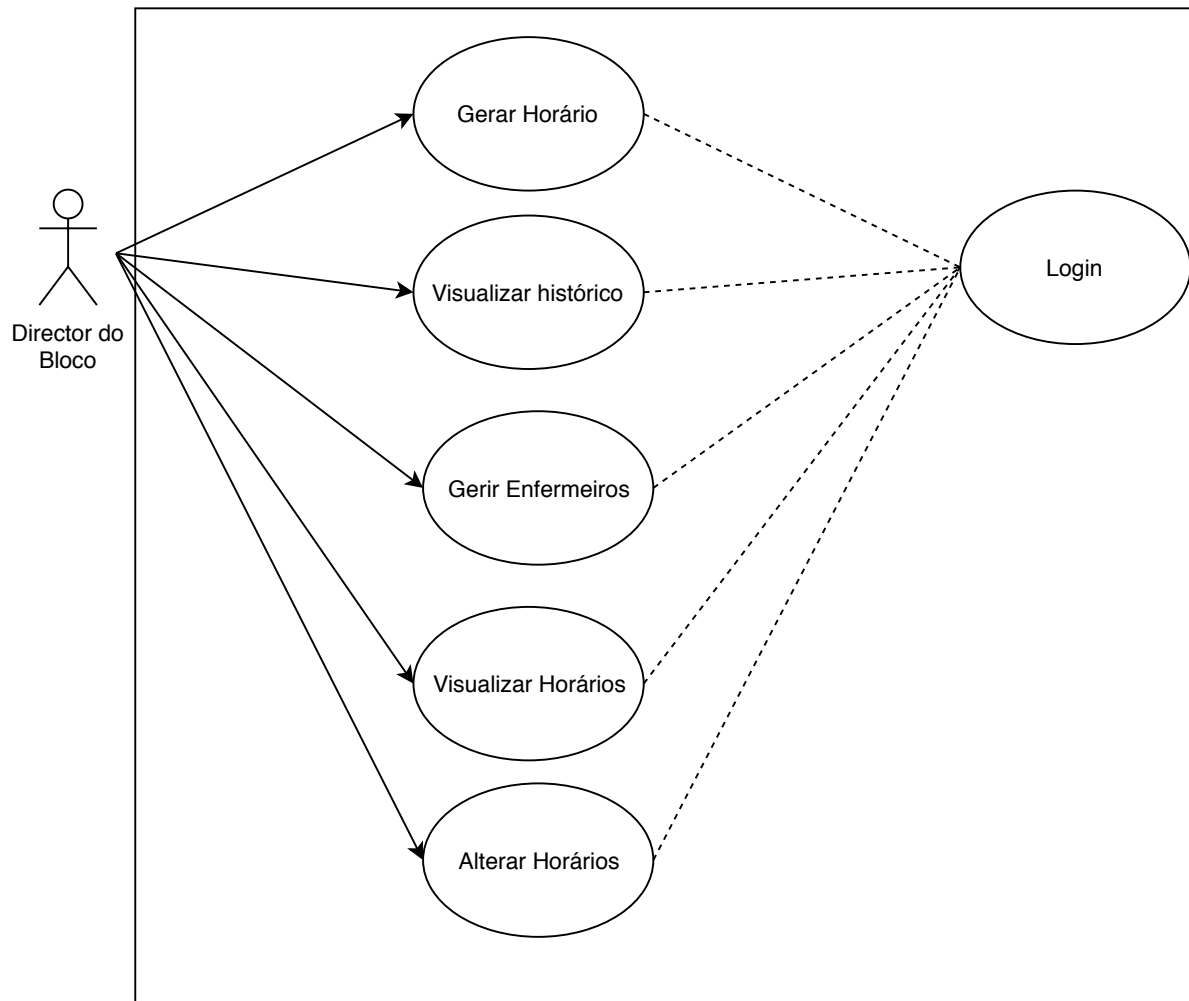 Gerar Horário
Visualizar histórico
Login
Director do
Bloco
Gerir Enfermeiros
Visualizar Horários
Alterar Horários